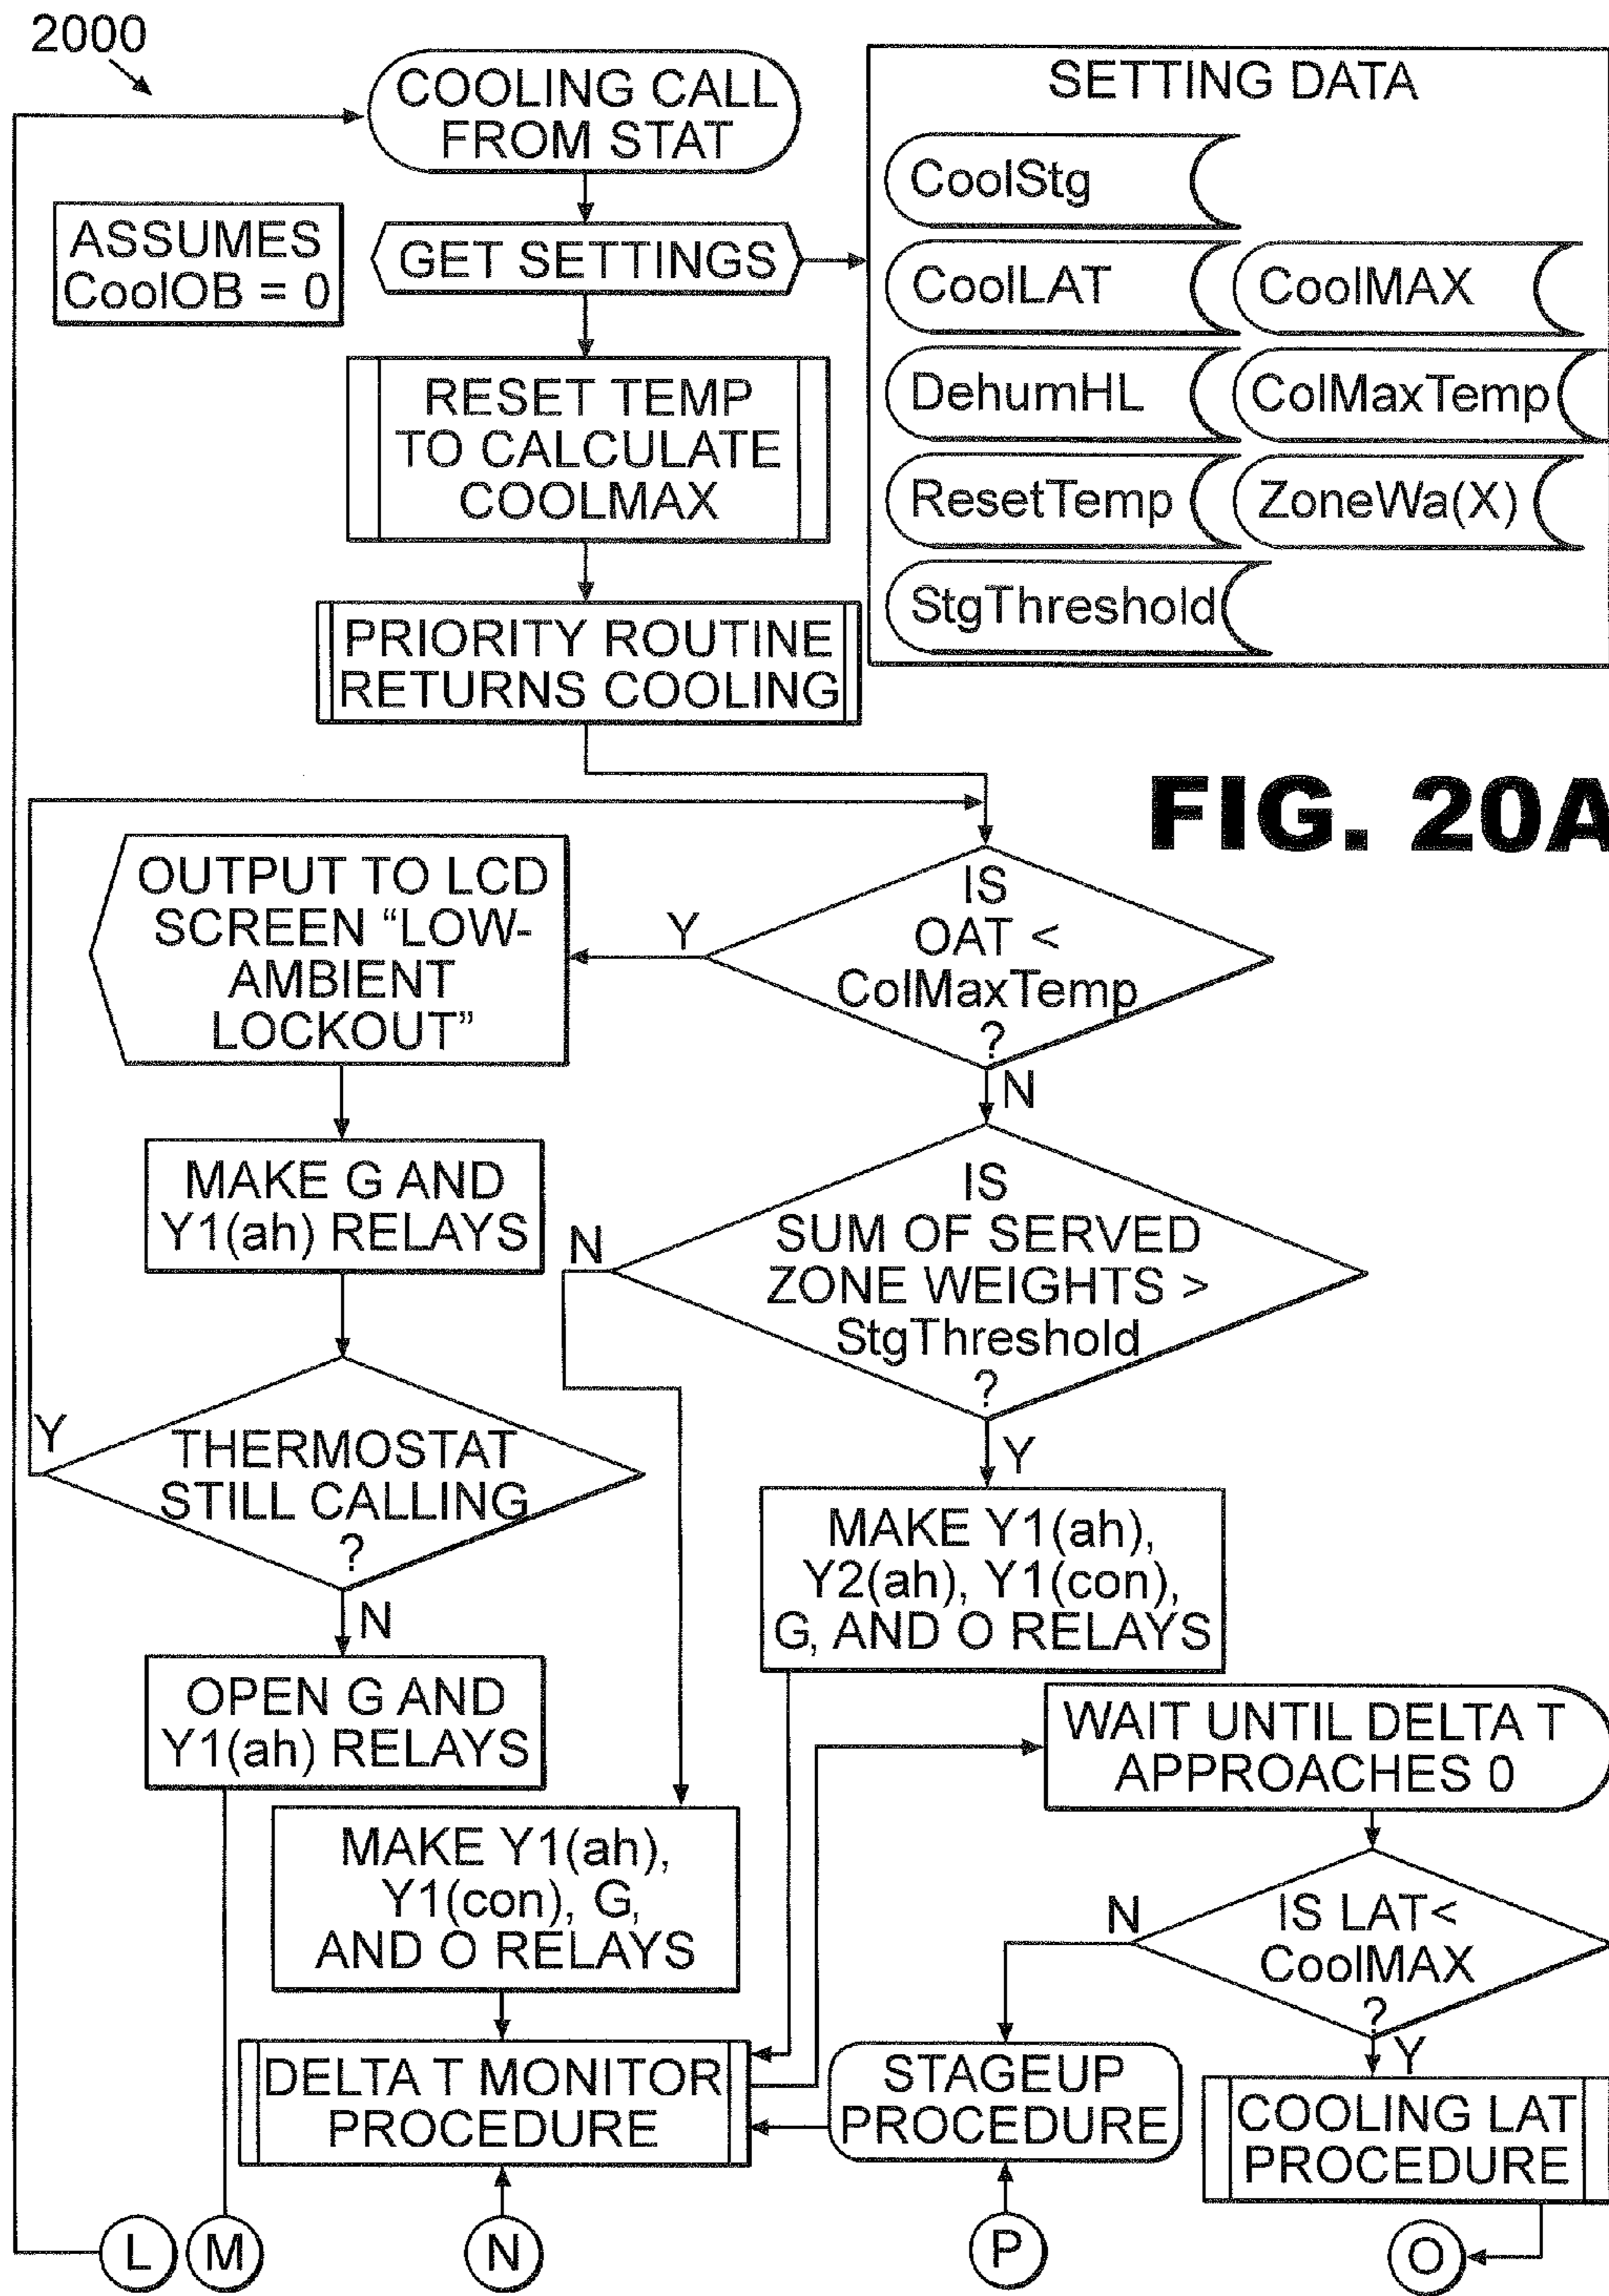 2000
COOLING CALL
FROM STAT
SETTING DATA
CoolStg
ASSUMES
CoolOB = 0
GET SETTINGS
CoolLAT
CoolMAX
RESET TEMP
TO CALCULATE
COOLMAX
DehumHL
ColMaxTemp
ResetTemp
ZoneWa(X)
StgThreshold
PRIORITY ROUTINE
RETURNS COOLING
FIG. 20A
OUTPUT TO LCD
SCREEN “LOW-
AMBIENT
LOCKOUT”
Y
IS
OAT <
ColMaxTemp
?
N
MAKE G AND
Y1(ah) RELAYS
N
IS
SUM OF SERVED
ZONE WEIGHTS >
StgThreshold
?
Y
Y
THERMOSTAT
STILL CALLING
?
N
MAKE Y1(ah),
Y2(ah), Y1(con),
G, AND O RELAYS
OPEN G AND
Y1(ah) RELAYS
WAIT UNTIL DELTA T
APPROACHES 0
MAKE Y1(ah),
Y1(con), G,
AND O RELAYS
N
IS LAT<
CoolMAX
?
Y
DELTA T MONITOR
PROCEDURE
STAGEUP
PROCEDURE
COOLING LAT
PROCEDURE
L
M
N
P
O